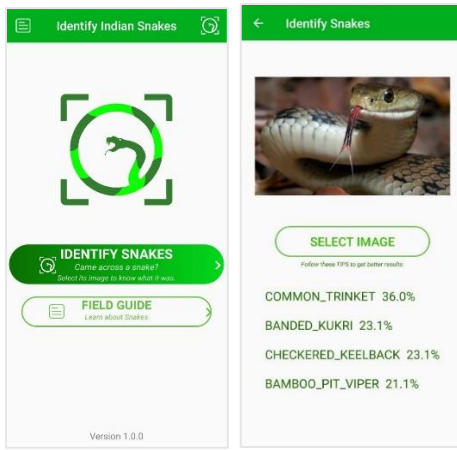 Identify Indian Snakes
IDENTIFY SNAKES
Came across a snake?
Select its image to know what it was.
FIELD GUIDE
Learn about Snakes
Version 1.0.0
Identify Snakes
SELECT IMAGE
Follow these TIPS to get better results
COMMON_TRINKET 36.0%
BANDED_KUKRI 23.1%
CHECKERED_KEELBACK 23.1%
BAMBOO_PIT_VIPER 21.1%